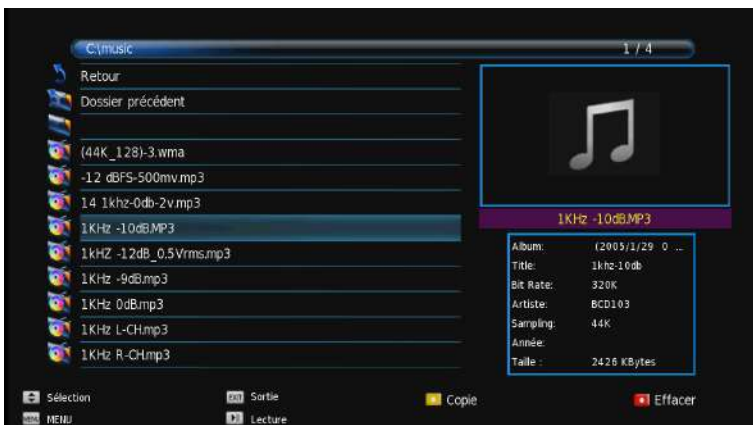 C:\music 1 / 4
Retour
Dossier précédent
(44K_128)-3.wma
-12 dBFS-500mv.mp3
14 1khz-0db-2v.mp3
1KHz -10dB.MP3
1kHZ -12dB_0.5Vrms.mp3
1KHz -9dB.mp3
1KHz 0dB.mp3
1KHz L-CH.mp3
1KHz R-CH.mp3
1KHz -10dB.MP3
Album: (2005/1/29 0 ...
Title: 1khz-10db
Bit Rate: 320K
Artiste: BCD103
Sampling: 44K
Année:
Taille : 2426 KBytes
Sélection
EXIT Sortie
Copie
Effacer
MENU MENU
Lecture